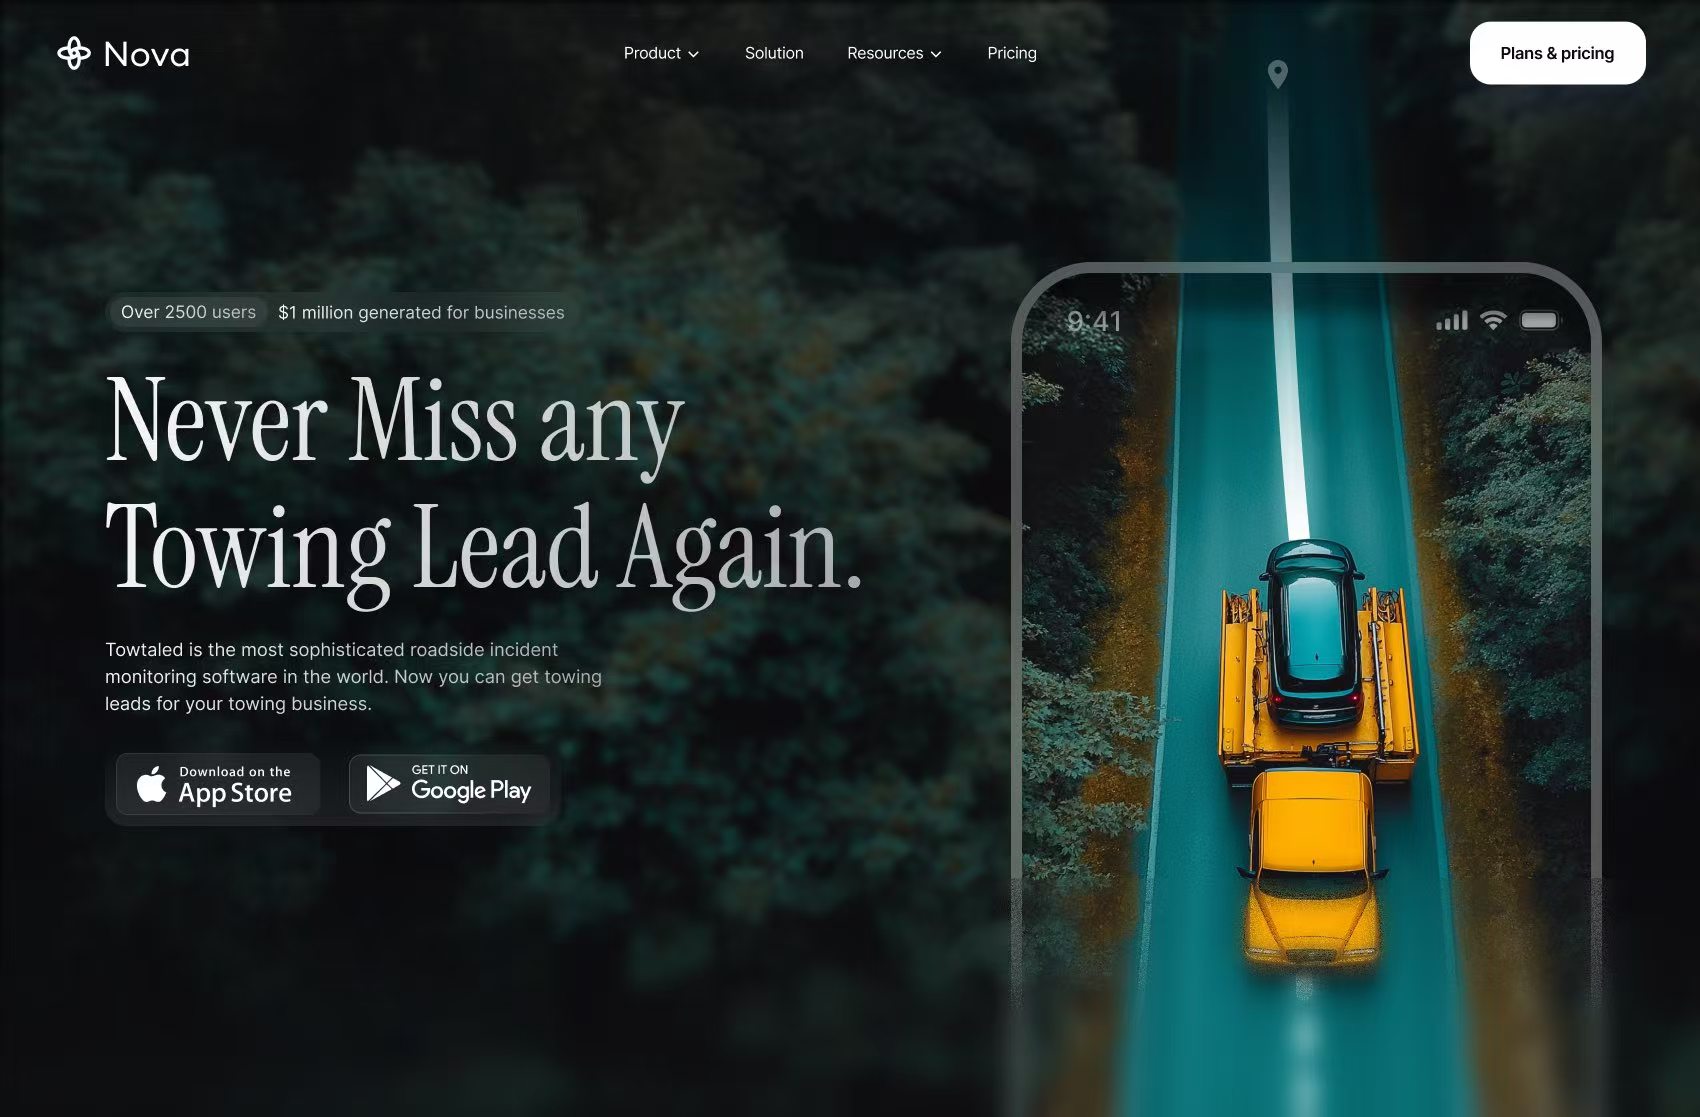 Nova
Product
Solution
Resources
Pricing
Plans & pricing
9:41
Over 2500 users
$1 million generated for businesses
Never Miss any
Towing Lead Again.
Towtaled is the most sophisticated roadside incident
monitoring software in the world. Now you can get towing
leads for your towing business.
Download on the
App Store
GET IT ON
Google Play